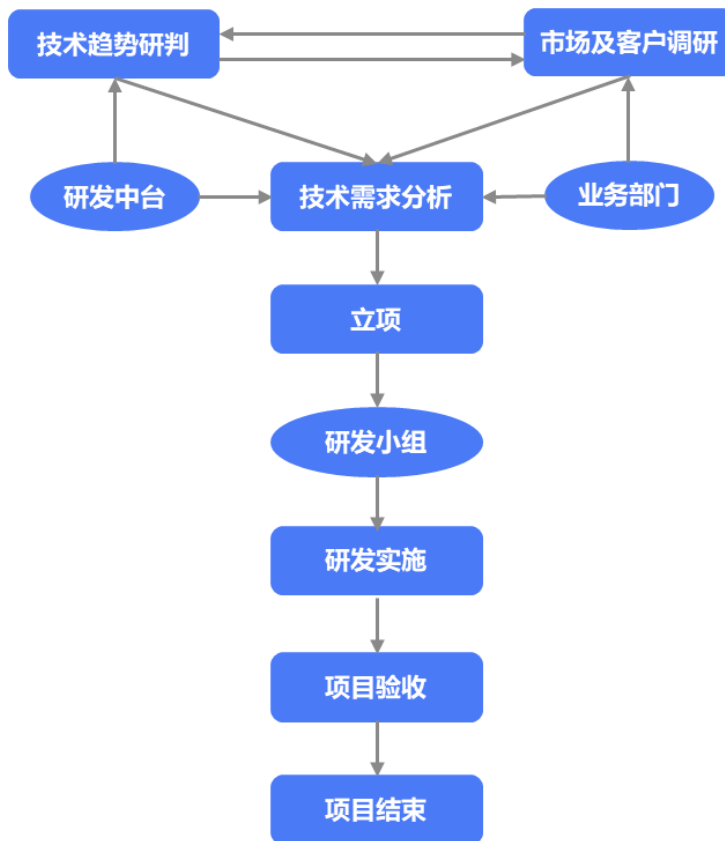 技术趋势研判
市场及客户调研
研发中台
技术需求分析
业务部门
立项
研发小组
研发实施
项目验收
项目结束